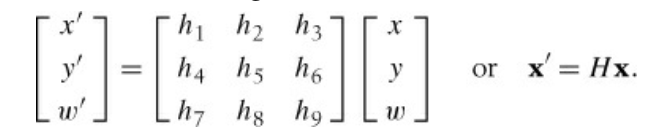 [ x′ y′ w′ ] = [ h₁ h₂ h₃ h₄ h₅ h₆ h₇ h₈ h₉ ] [ x y w ] or x′ = Hx.